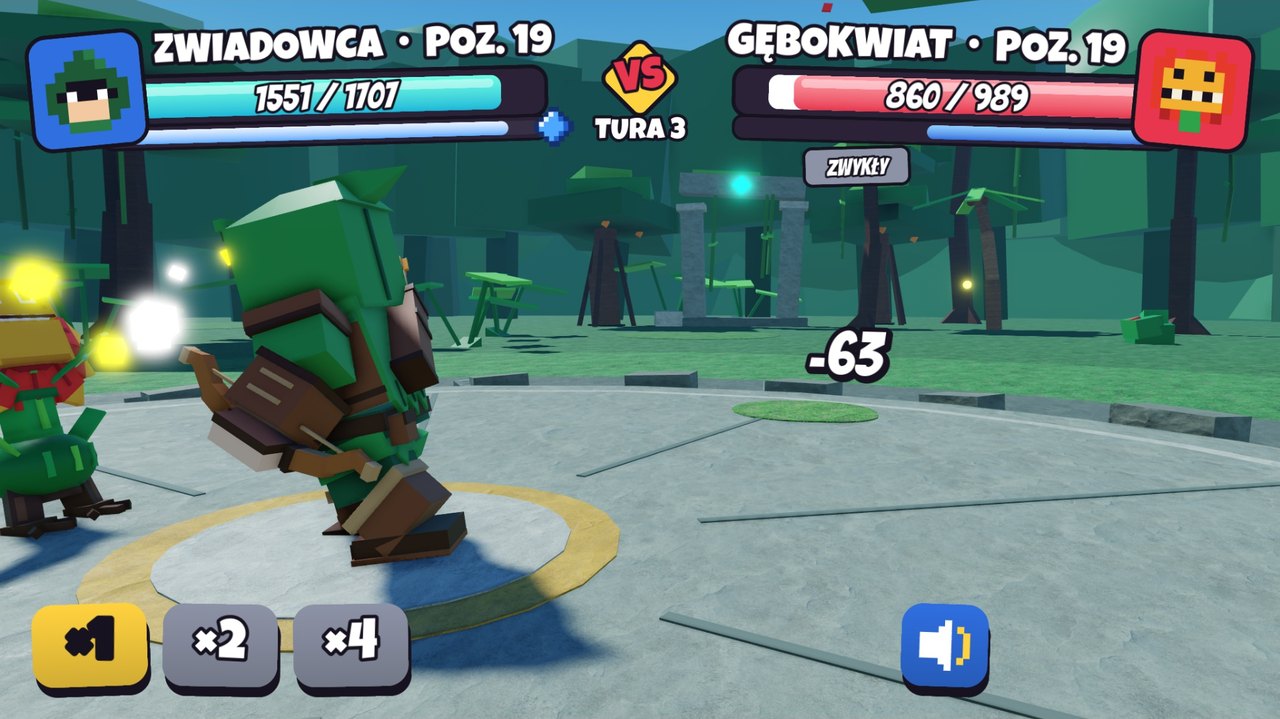 ZWIADOWCA • POZ. 19
1551 / 1707
VS
TURA 3
GĘBOKWIAT • POZ. 19
860 / 989
ZWYKŁY
-63
×1
×2
×4